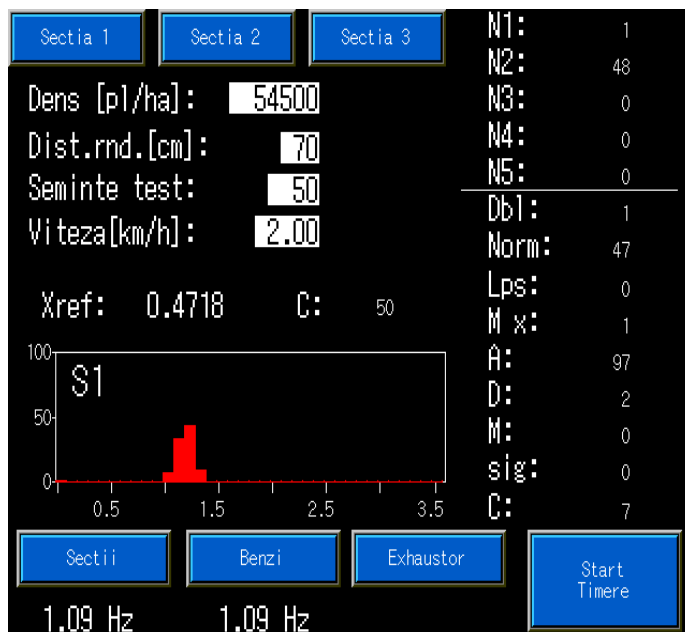 Sectia 1 Sectia 2 Sectia 3
N1: 1
N2: 48
Dens [pl/ha]: 54500
N3: 0
Dist.rnd.[cm]: 70
N4: 0
Seminte test: 50
N5: 0
Viteza[km/h]: 2.00
Dbl: 1
Norm: 47
Xref: 0.4718 C: 50
Lps: 0
M x: 1
A: 97
D: 2
M: 0
sig: 0
C: 7
100
S1
50
0
0.5 1.5 2.5 3.5
Sectii Benzi Exhaustor
Start
Timere
1.09 Hz 1.09 Hz